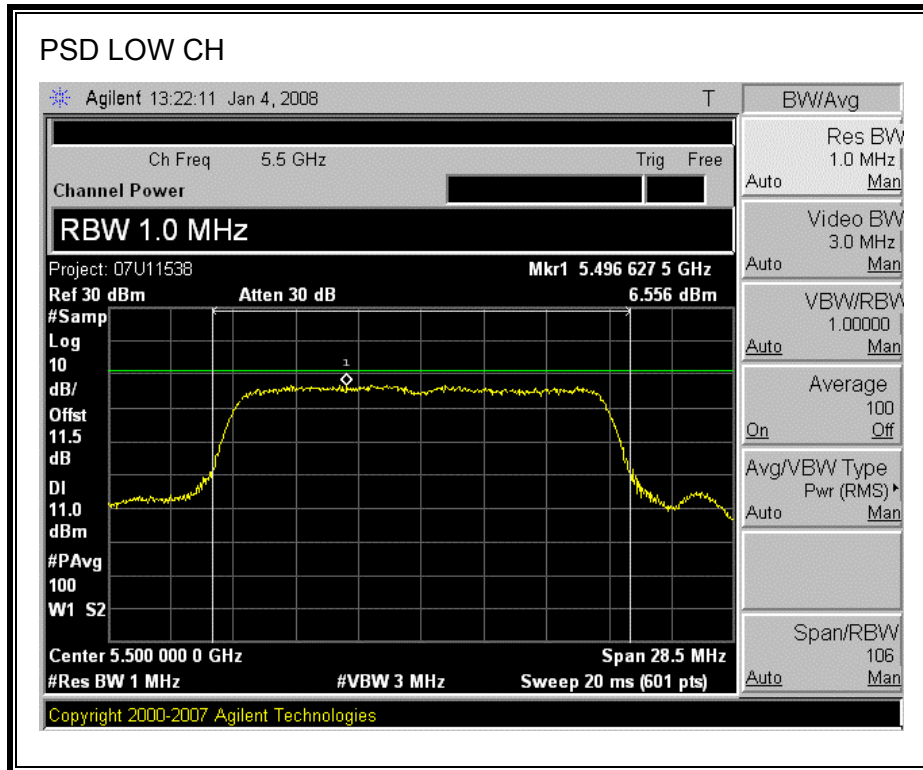 PSD LOW CH
Agilent 13:22:11 Jan 4, 2008 T
BW/Avg
Ch Freq 5.5 GHz Trig Free
Channel Power
RBW 1.0 MHz
Project: 07U11538 Mkr1 5.496 627 5 GHz
Ref 30 dBm Atten 30 dB 6.556 dBm
#Samp
Log
10
dB/
Offst
11.5
dB
DI
11.0
dBm
#PAvg
100
W1 S2
1
Center 5.500 000 0 GHz Span 28.5 MHz
#Res BW 1 MHz #VBW 3 MHz Sweep 20 ms (601 pts)
Copyright 2000-2007 Agilent Technologies
Res BW
1.0 MHz
Auto Man
Video BW
3.0 MHz
Auto Man
VBW/RBW
1.00000
Auto Man
Average
100
On Off
Avg/VBW Type
Pwr (RMS)
Auto Man
Span/RBW
106
Auto Man